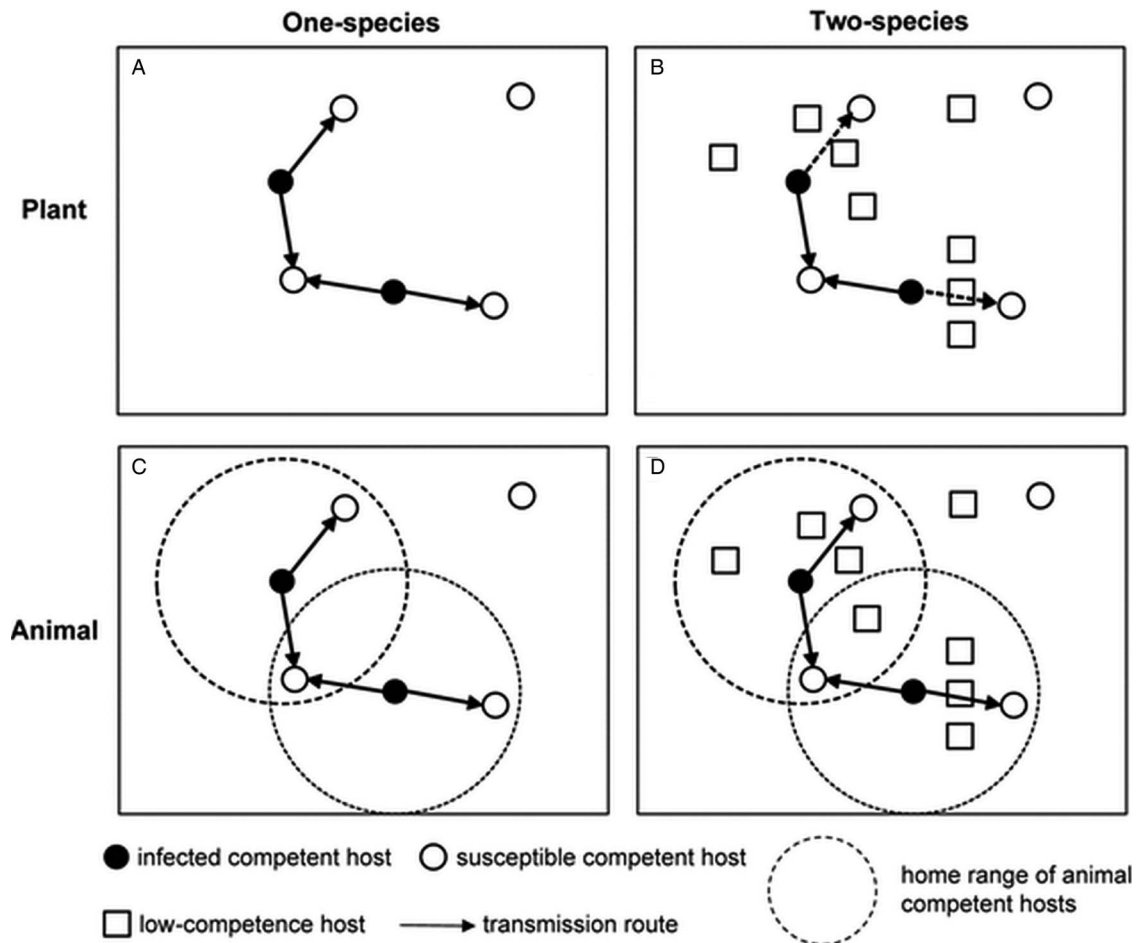 One-species
Two-species
A
B
Plant
C
D
Animal
infected competent host
susceptible competent host
home range of animal
competent hosts
low-competence host
transmission route